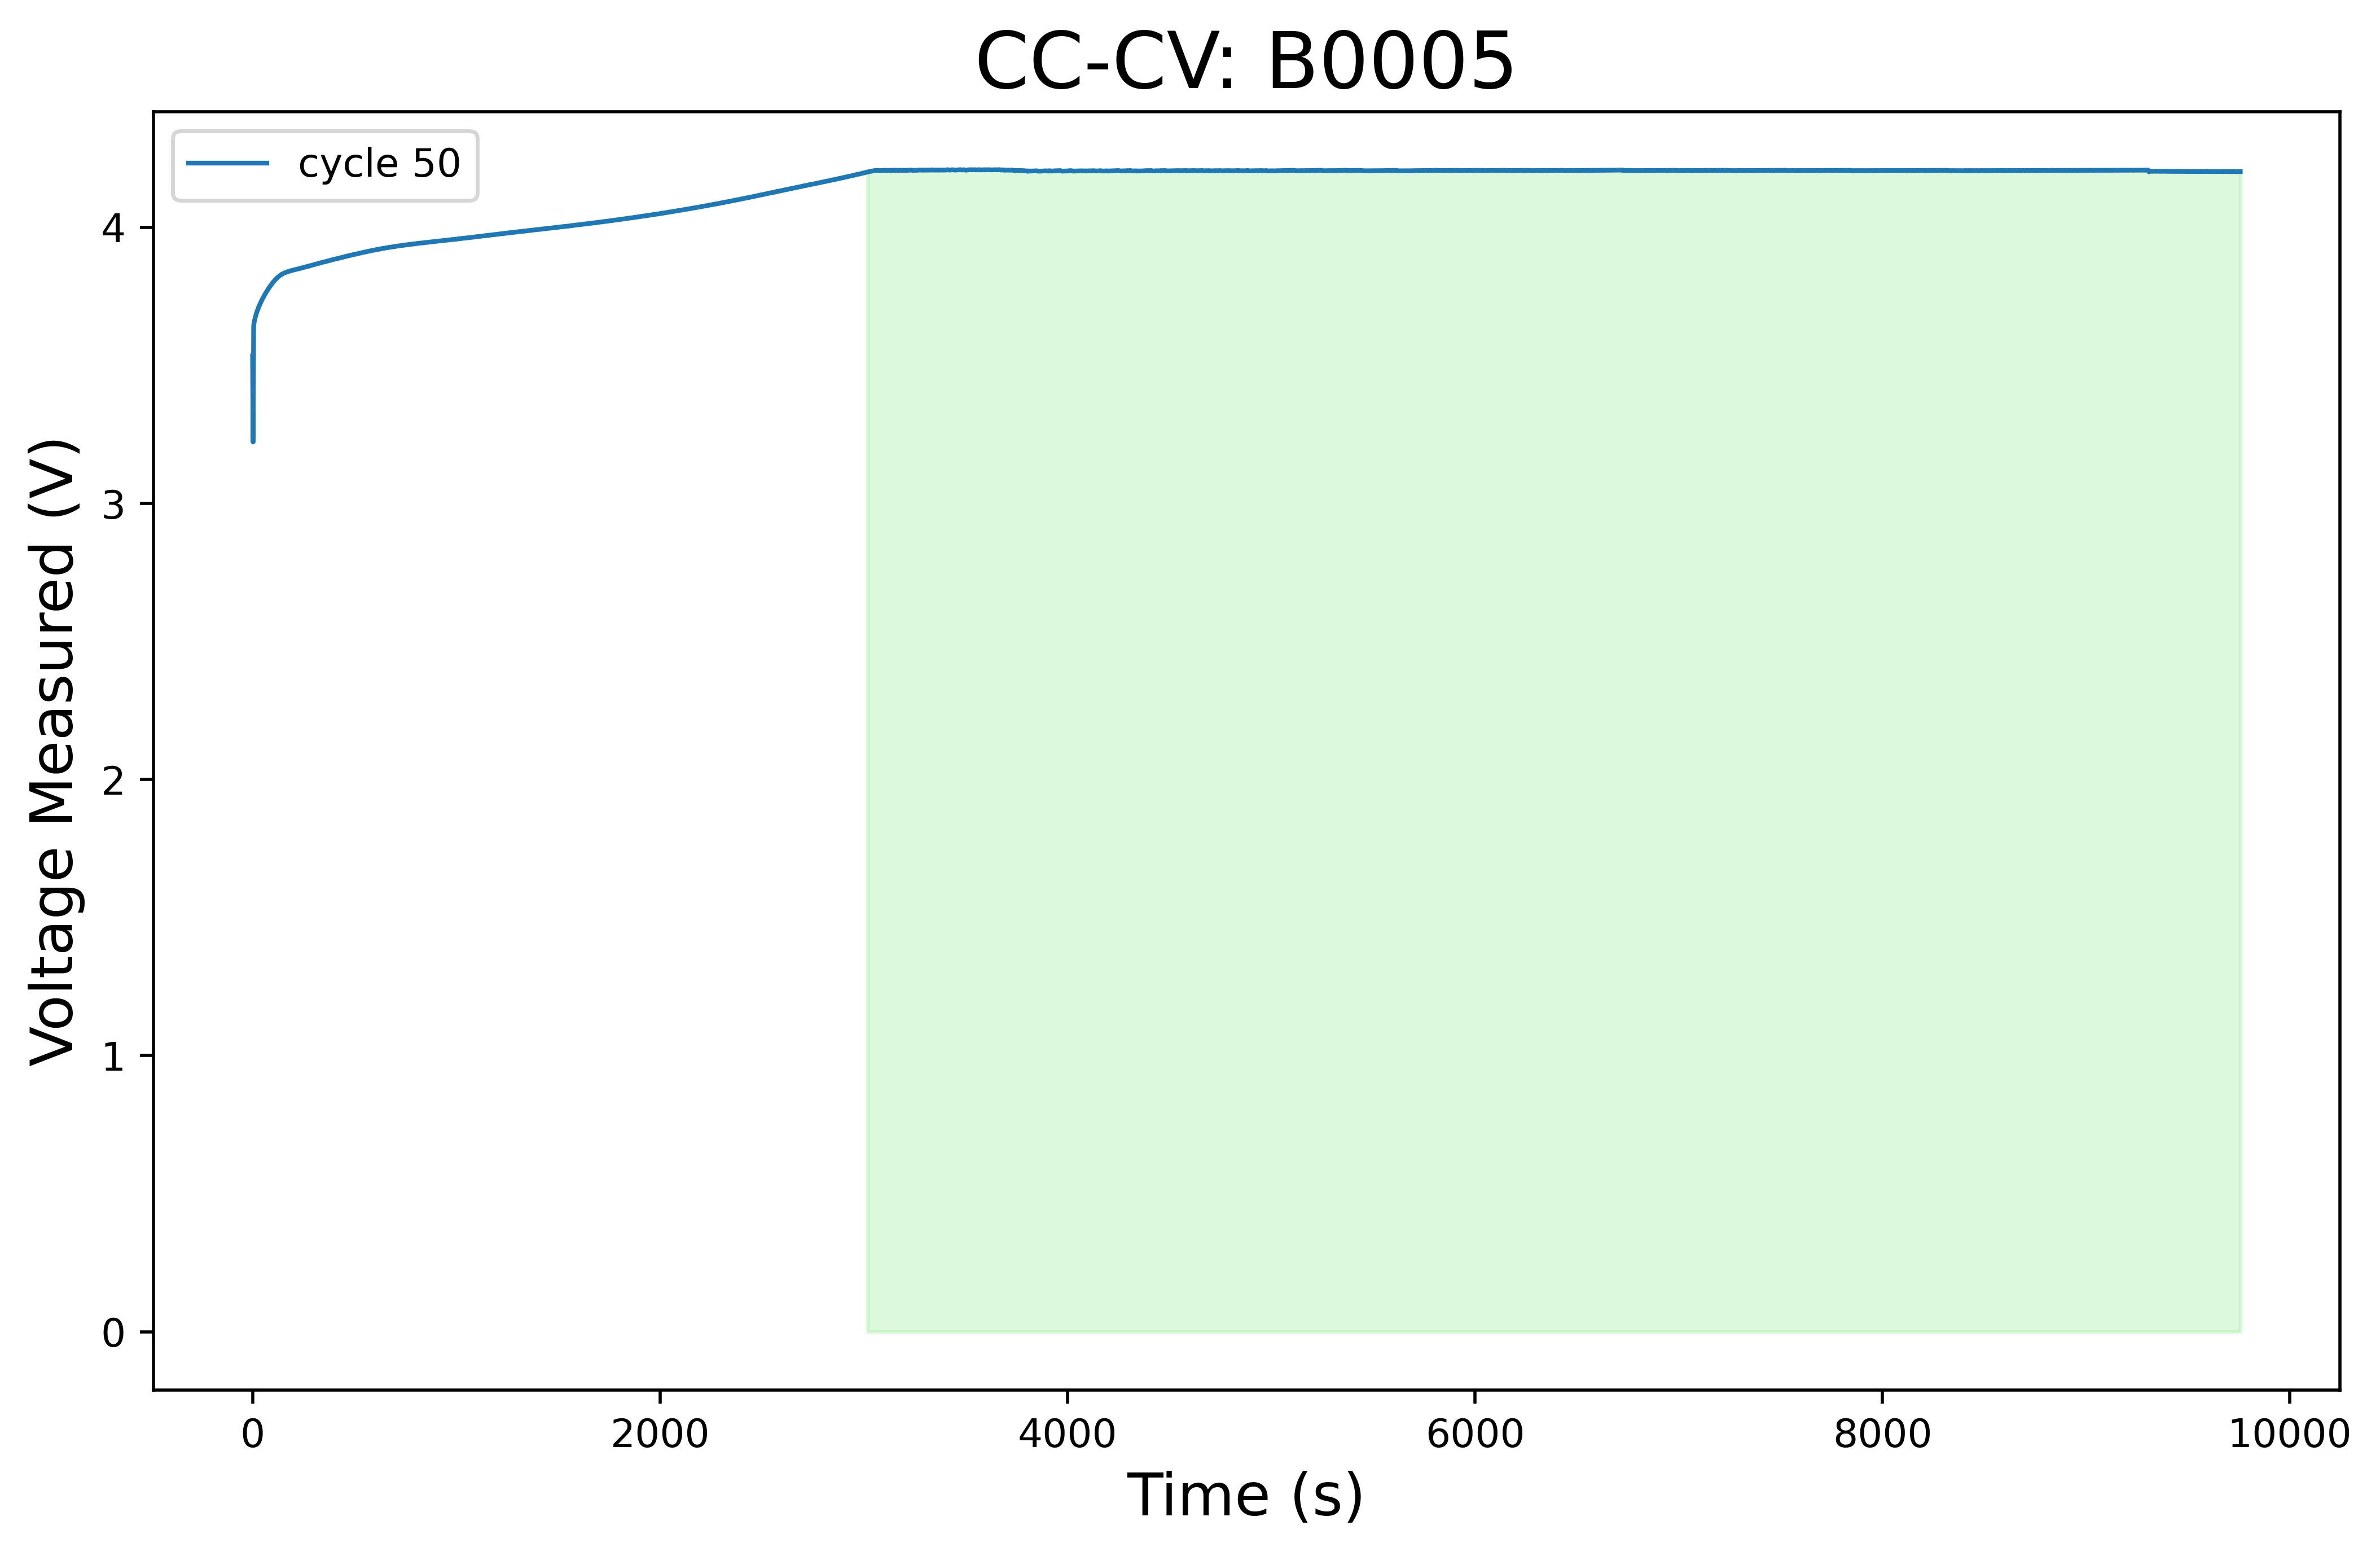 CC-CV: B0005
cycle 50
Voltage Measured (V)
4
3
2
1
0
0 2000 4000 6000 8000 10000
Time (s)